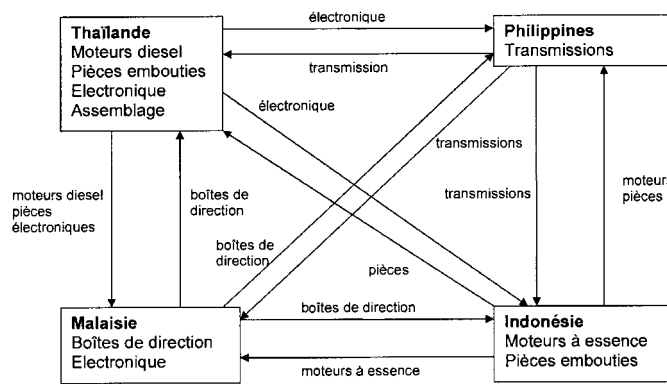 Thaïlande
Moteurs diesel
Pièces embouties
Electronique
Assemblage
électronique
transmission
Philippines
Transmissions
électronique
transmissions
transmissions
moteurs
pièces
moteurs diesel
pièces
électroniques
boîtes de
direction
boîtes de
direction
pièces
Malaisie
Boîtes de direction
Electronique
boîtes de direction
moteurs à essence
Indonésie
Moteurs à essence
Pièces embouties